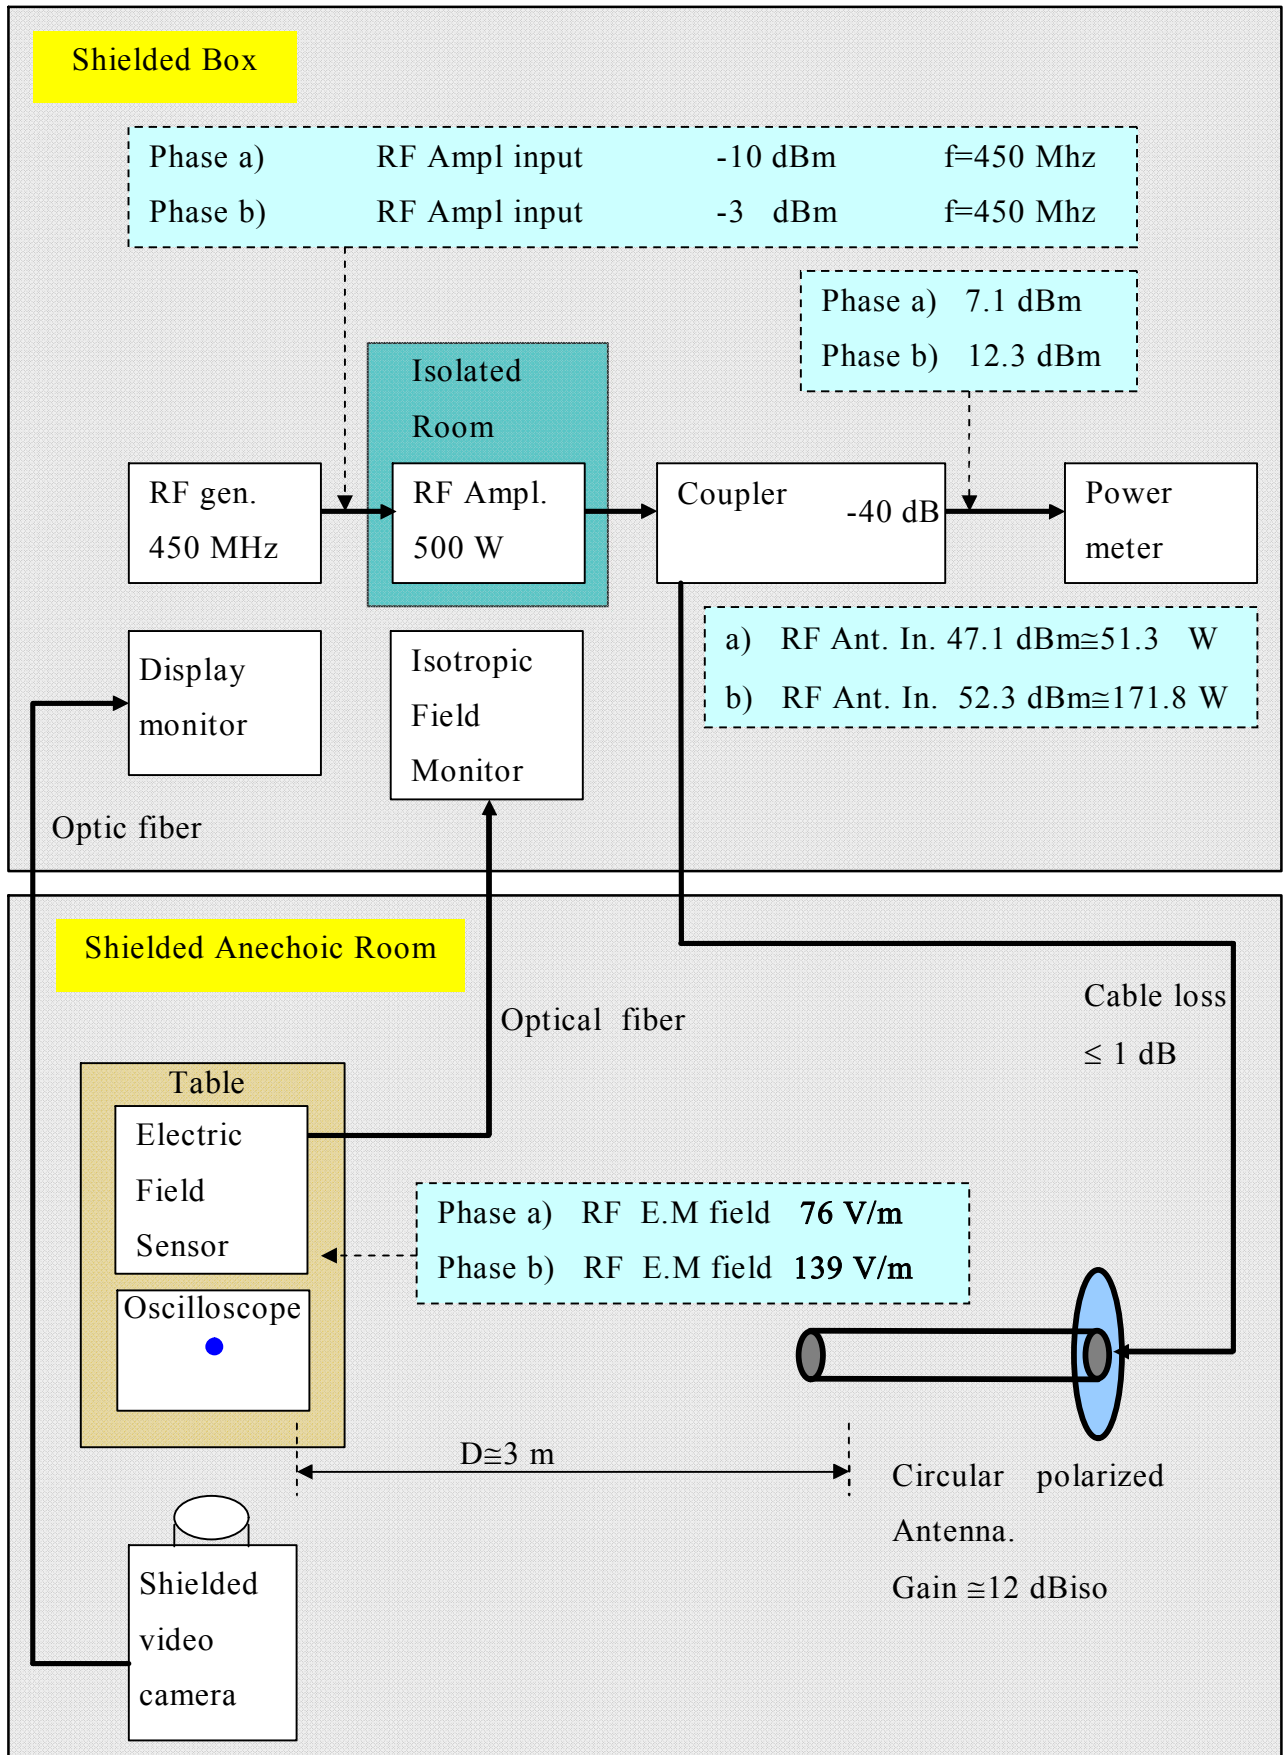 Shielded Box
Phase a) RF Ampl input -10 dBm f=450 Mhz
Phase b) RF Ampl input -3 dBm f=450 Mhz
Phase a) 7.1 dBm
Phase b) 12.3 dBm
Isolated
Room
RF gen.
450 MHz
RF Ampl.
500 W
Coupler
-40 dB
Power
meter
a) RF Ant. In. 47.1 dBm≅51.3 W
b) RF Ant. In. 52.3 dBm≅171.8 W
Display
monitor
Isotropic
Field
Monitor
Optic fiber
Shielded Anechoic Room
Optical fiber
Cable loss
≤ 1 dB
Table
Electric
Field
Sensor
Phase a) RF E.M field 76 V/m
Phase b) RF E.M field 139 V/m
Oscilloscope
D≅3 m
Circular polarized
Antenna.
Gain ≅12 dBiso
Shielded
video
camera